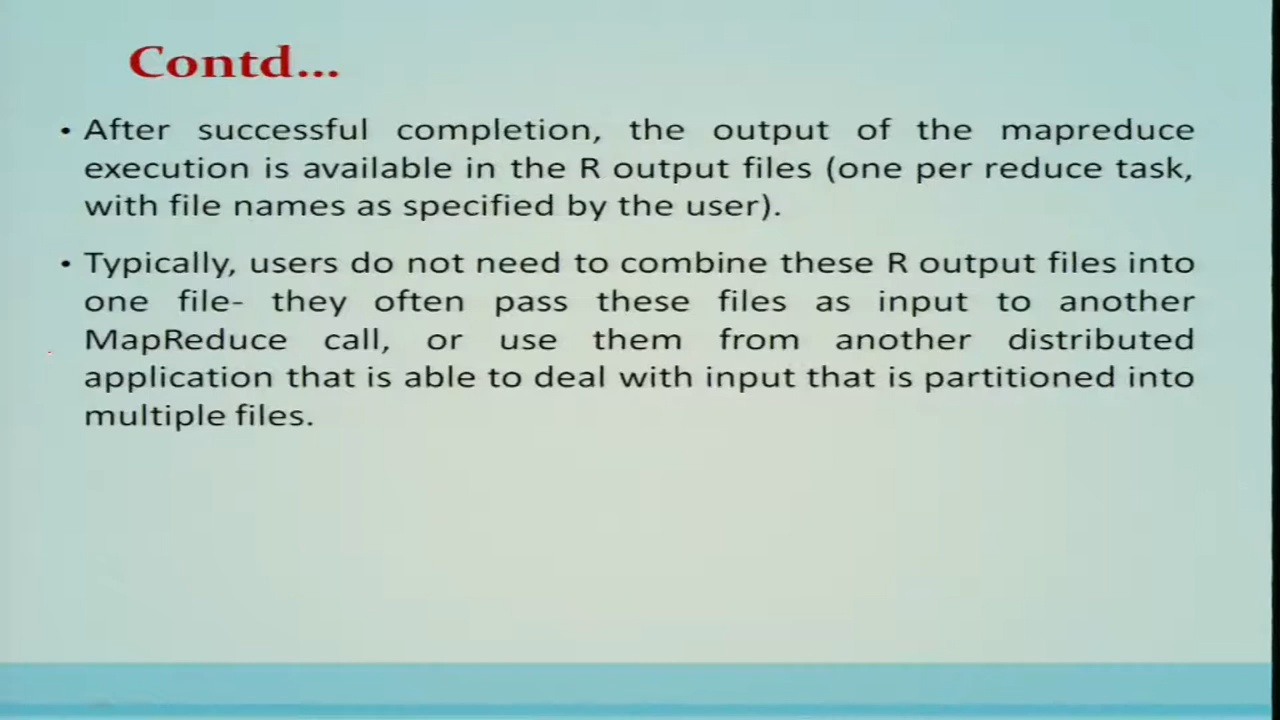 Contd...
• After successful completion, the output of the mapreduce
execution is available in the R output files (one per reduce task,
with file names as specified by the user).
• Typically, users do not need to combine these R output files into
one file- they often pass these files as input to another
MapReduce call, or use them from another distributed
application that is able to deal with input that is partitioned into
multiple files.